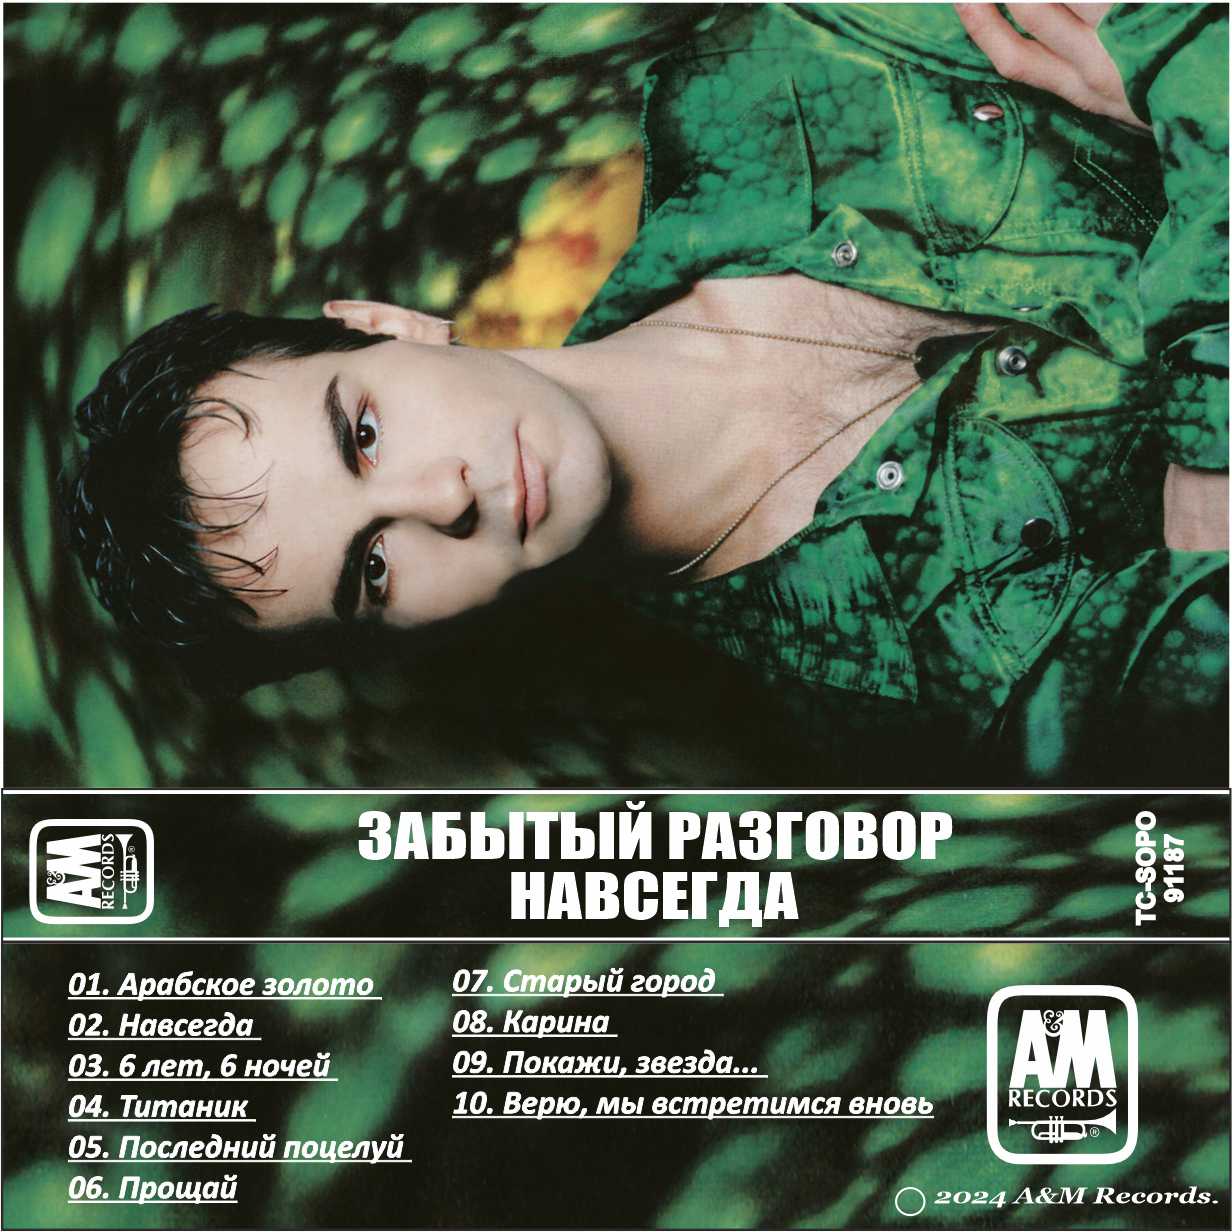 A&M
RECORDS
®
ЗАБЫТЫЙ РАЗГОВОР
НАВСЕГДА
TC-SOPO
91187
01. Арабское золото
02. Навсегда
03. 6 лет, 6 ночей
04. Титаник
05. Последний поцелуй
06. Прощай
07. Старый город
08. Карина
09. Покажи, звезда...
10. Верю, мы встретимся вновь
A&M
RECORDS
®
2024 A&M Records.